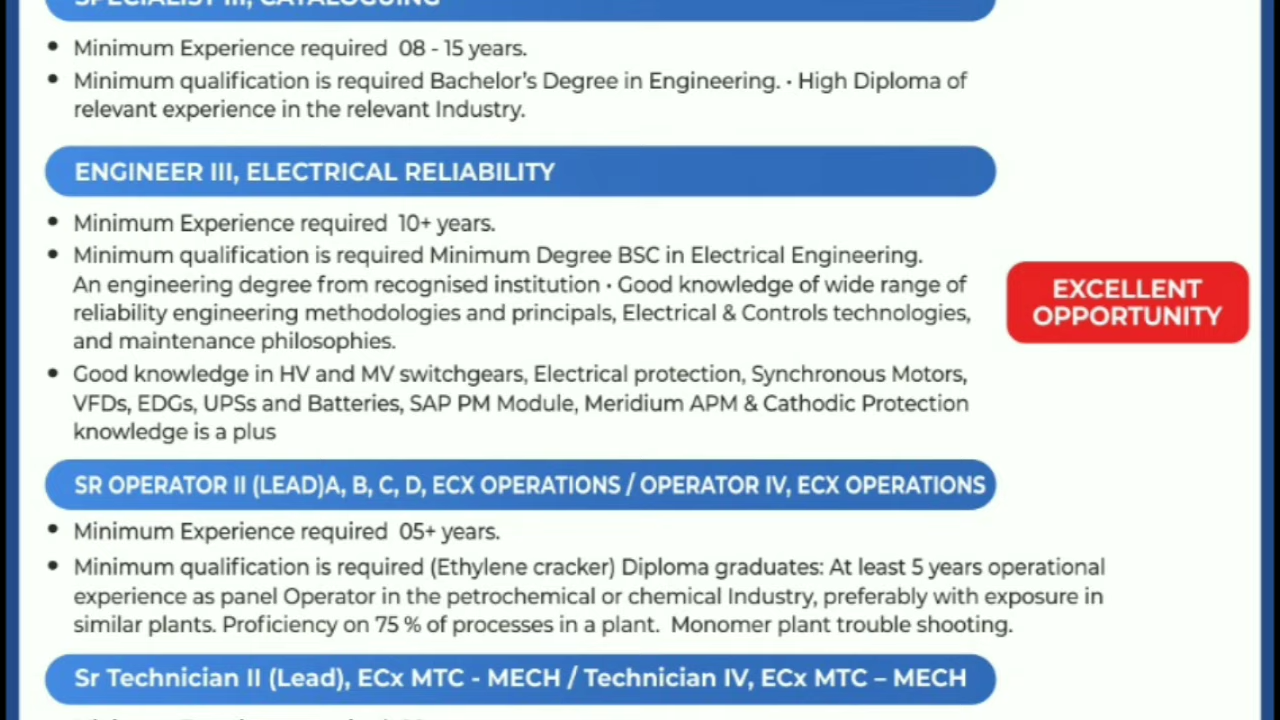 SPECIALIST III, CATALOGUING
• Minimum Experience required 08 - 15 years.
• Minimum qualification is required Bachelor's Degree in Engineering. • High Diploma of
relevant experience in the relevant Industry.
ENGINEER III, ELECTRICAL RELIABILITY
• Minimum Experience required 10+ years.
• Minimum qualification is required Minimum Degree BSC in Electrical Engineering.
An engineering degree from recognised institution • Good knowledge of wide range of
reliability engineering methodologies and principals, Electrical & Controls technologies,
and maintenance philosophies.
• Good knowledge in HV and MV switchgears, Electrical protection, Synchronous Motors,
VFDs, EDGs, UPSs and Batteries, SAP PM Module, Meridium APM & Cathodic Protection
knowledge is a plus
EXCELLENT
OPPORTUNITY
SR OPERATOR II (LEAD)A, B, C, D, ECX OPERATIONS / OPERATOR IV, ECX OPERATIONS
• Minimum Experience required 05+ years.
• Minimum qualification is required (Ethylene cracker) Diploma graduates: At least 5 years operational
experience as panel Operator in the petrochemical or chemical Industry, preferably with exposure in
similar plants. Proficiency on 75 % of processes in a plant. Monomer plant trouble shooting.
Sr Technician II (Lead), ECx MTC - MECH / Technician IV, ECx MTC – MECH